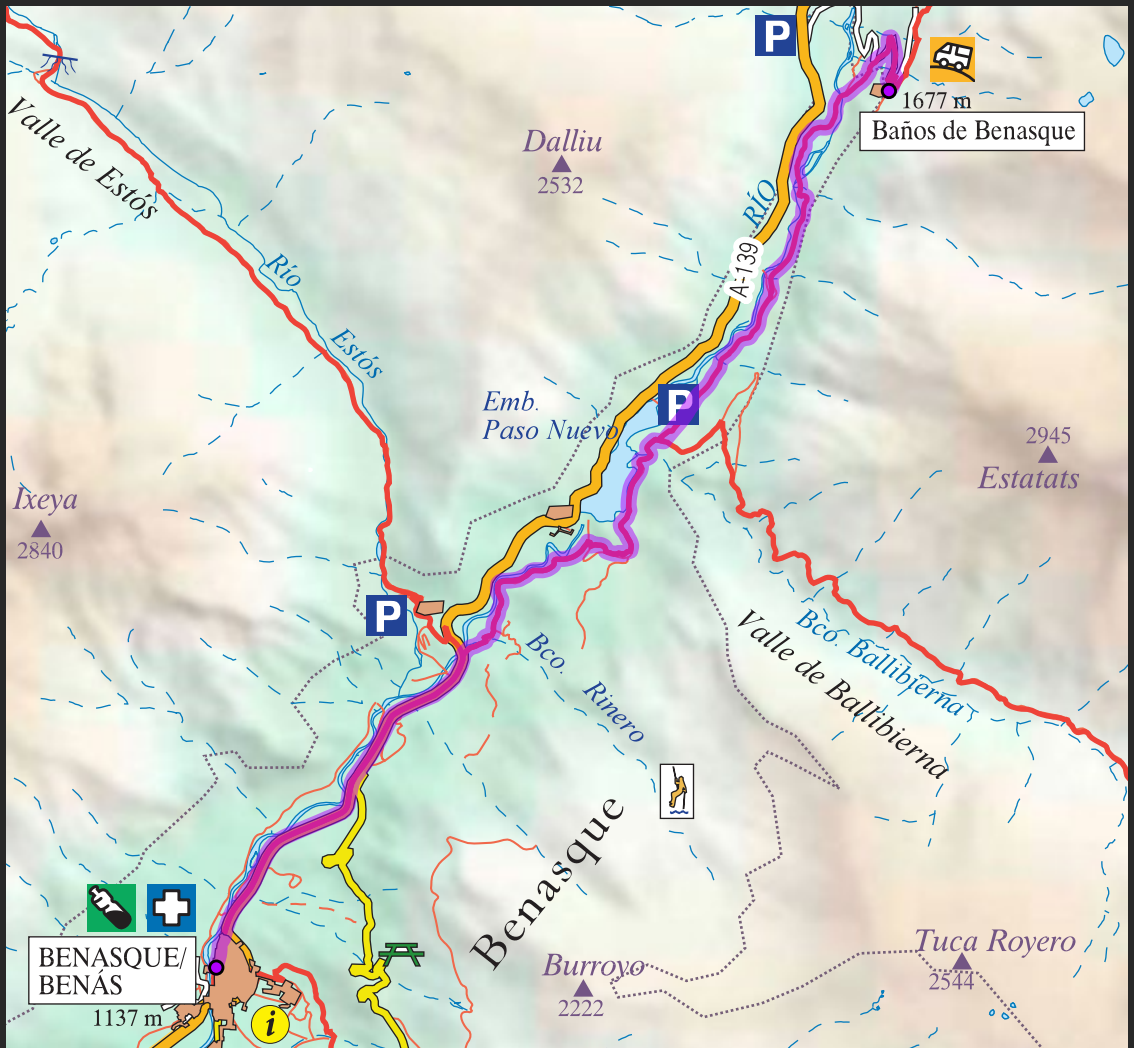 P
1677 m
Baños de Benasque
Valle de Estós
Dalliu
2532
RÍO
A-139
Río
Estós
Emb.
Paso Nuevo
P
2945
Estatats
Ixeya
2840
P
Bco. Rinero
Bco. Ballibierna
Valle de Ballibierna
Benasque
BENASQUE/
BENÁS
1137 m
i
Burroyo
2222
Tuca Royero
2544